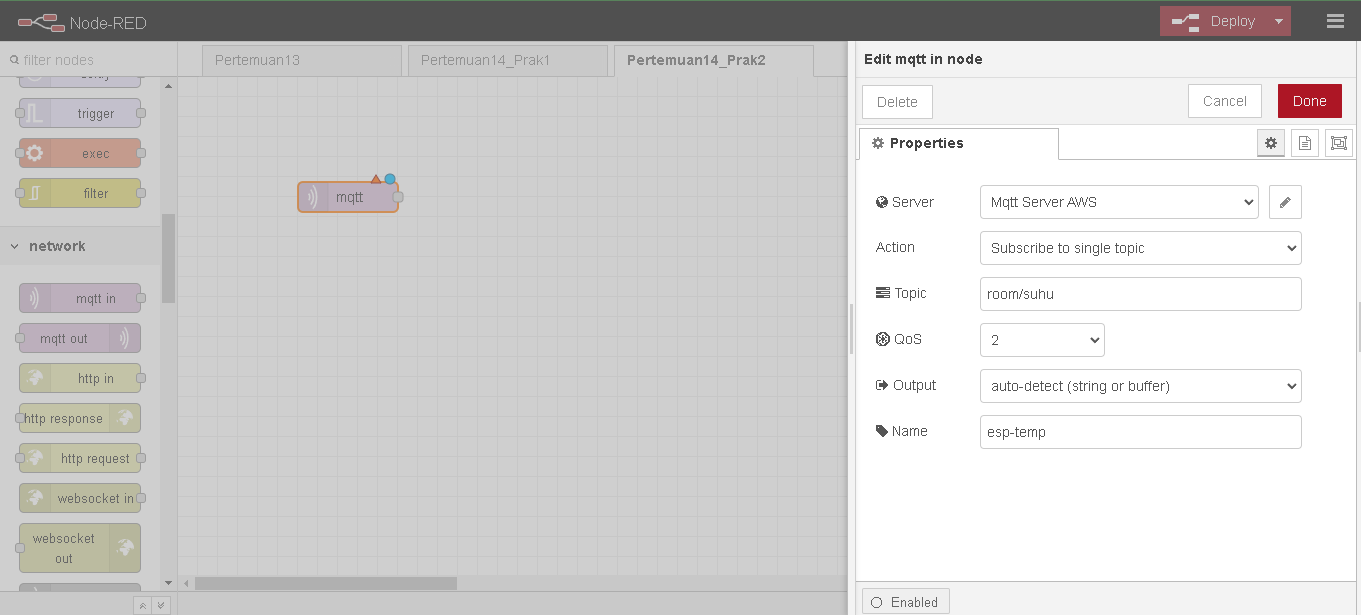 Node-RED
Deploy
filter nodes
Pertemuan13
Pertemuan14_Prak1
Pertemuan14_Prak2
trigger
exec
filter
network
mqtt in
mqtt out
http in
http response
http request
websocket in
websocket
out
mqtt
Edit mqtt in node
Delete
Cancel
Done
Properties
Server
Mqtt Server AWS
Action
Subscribe to single topic
Topic
room/suhu
QoS
2
Output
auto-detect (string or buffer)
Name
esp-temp
Enabled